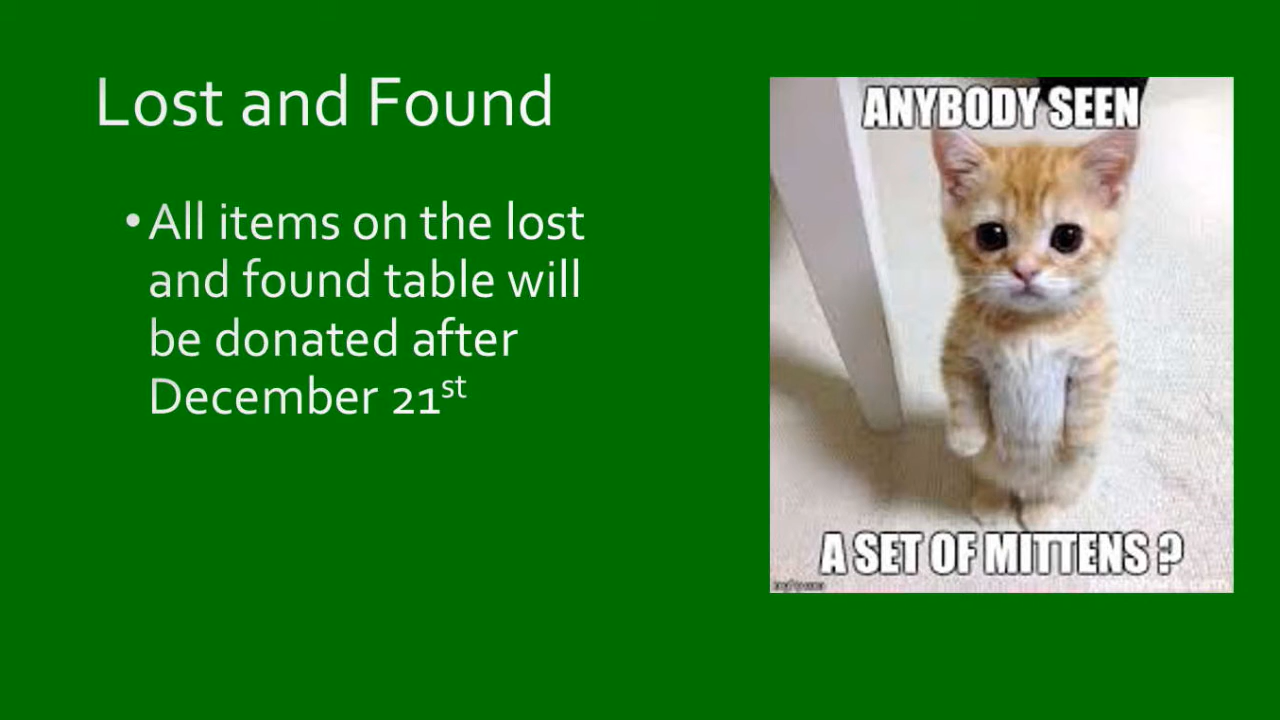 Lost and Found
•All items on the lost
and found table will
be donated after
December 21st
ANYBODY SEEN
A SET OF MITTENS ?